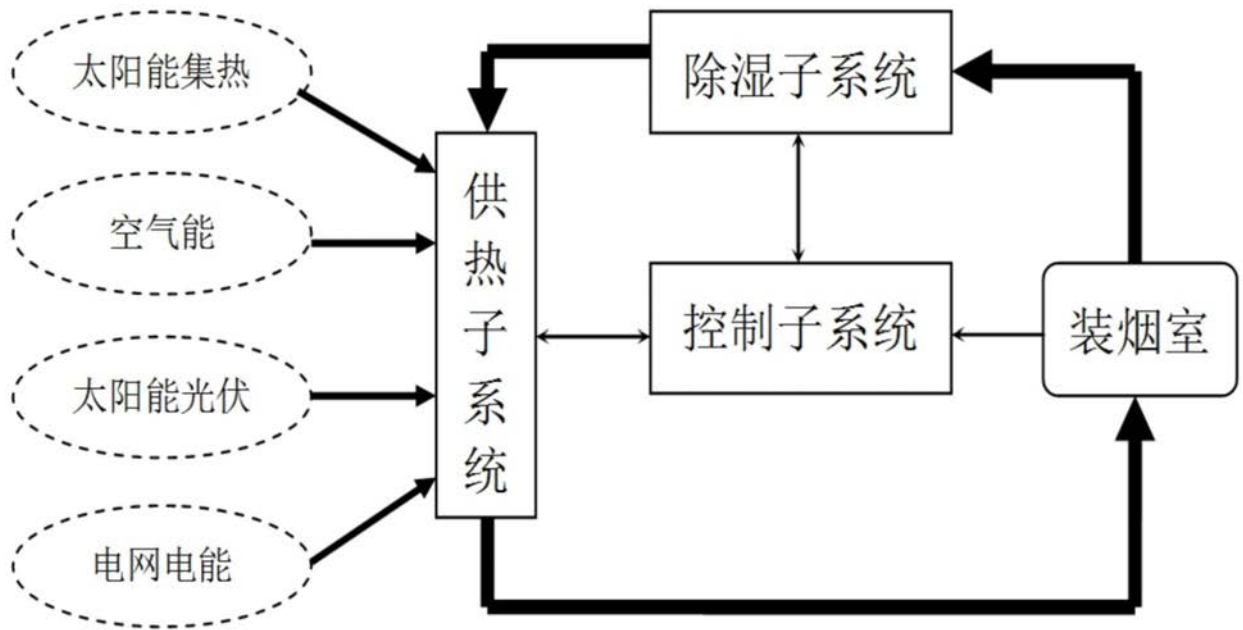 太阳能集热
空气能
太阳能光伏
电网电能
供热子系统
除湿子系统
控制子系统
装烟室